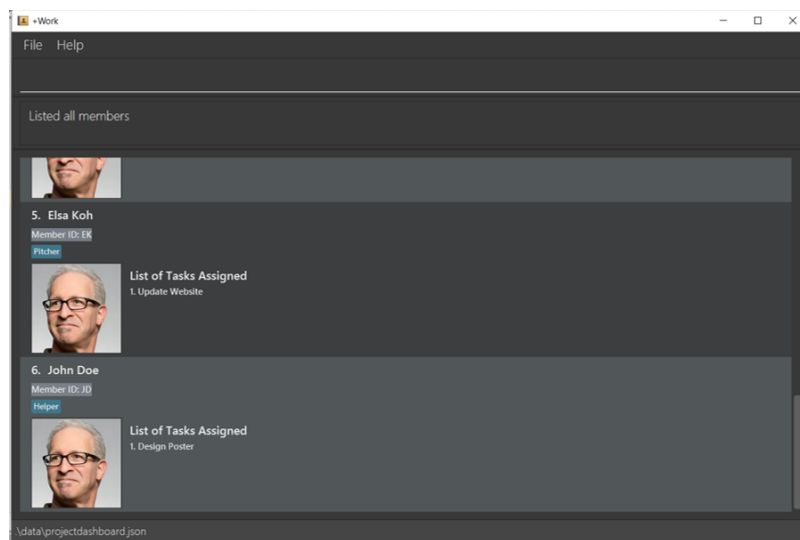 +Work
File Help
Listed all members
5. Elsa Koh
Member ID: EK
Pitcher
List of Tasks Assigned
1. Update Website
6. John Doe
Member ID: JD
Helper
List of Tasks Assigned
1. Design Poster
.\data\projectdashboard.json